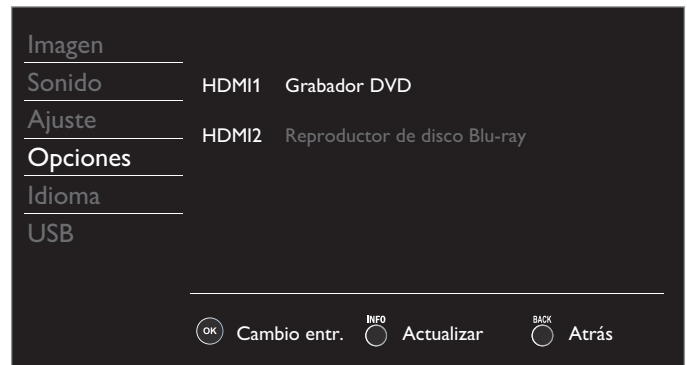 Imagen
Sonido
Ajuste
Opciones
Idioma
USB
HDMI1 Grabador DVD
HDMI2 Reproductor de disco Blu-ray
OK Cambio entr. INFO Actualizar BACK Atrás